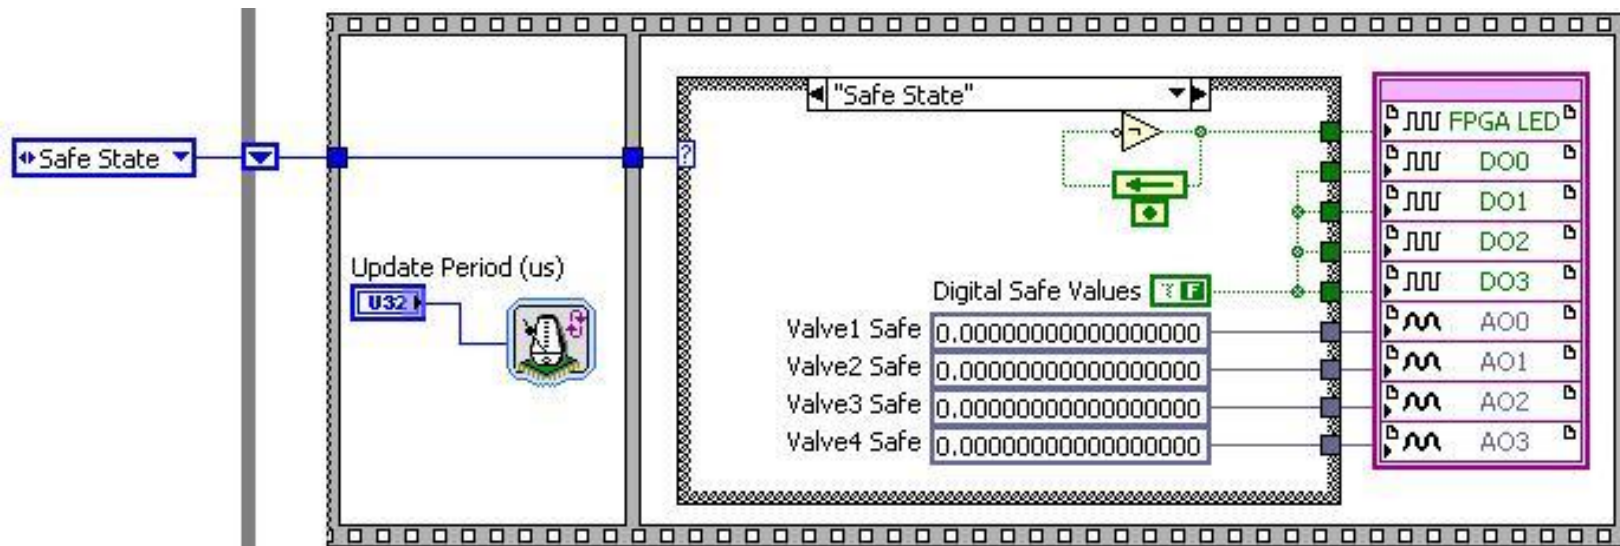 "Safe State"
FPGA LED
Safe State
DO0
DO1
DO2
Update Period (us)
U32
Digital Safe Values F
DO3
Valve1 Safe 0.00000000000000000
AO0
Valve2 Safe 0.00000000000000000
AO1
Valve3 Safe 0.00000000000000000
AO2
Valve4 Safe 0.00000000000000000
AO3
?